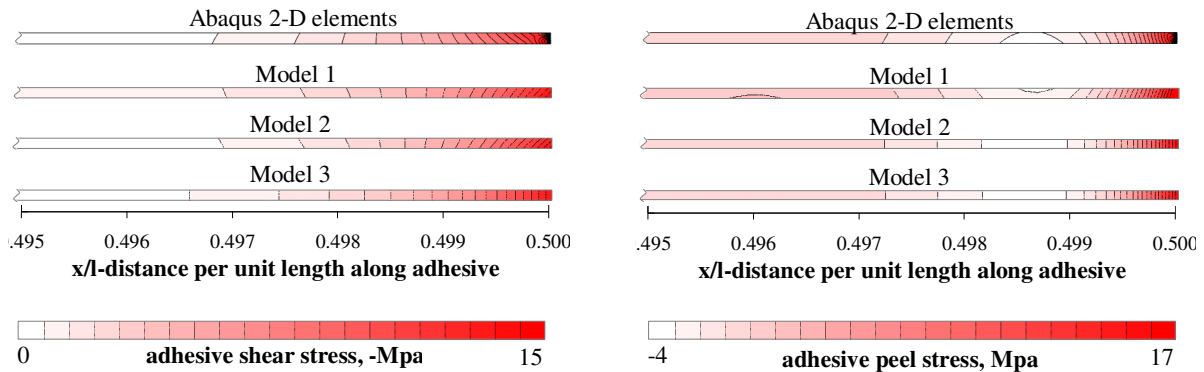 Abaqus 2-D elements
Model 1
Model 2
Model 3
.495 0.496 0.497 0.498 0.499 0.500
x/l-distance per unit length along adhesive
0 adhesive shear stress, -Mpa 15
Abaqus 2-D elements
Model 1
Model 2
Model 3
.495 0.496 0.497 0.498 0.499 0.500
x/l-distance per unit length along adhesive
-4 adhesive peel stress, Mpa 17